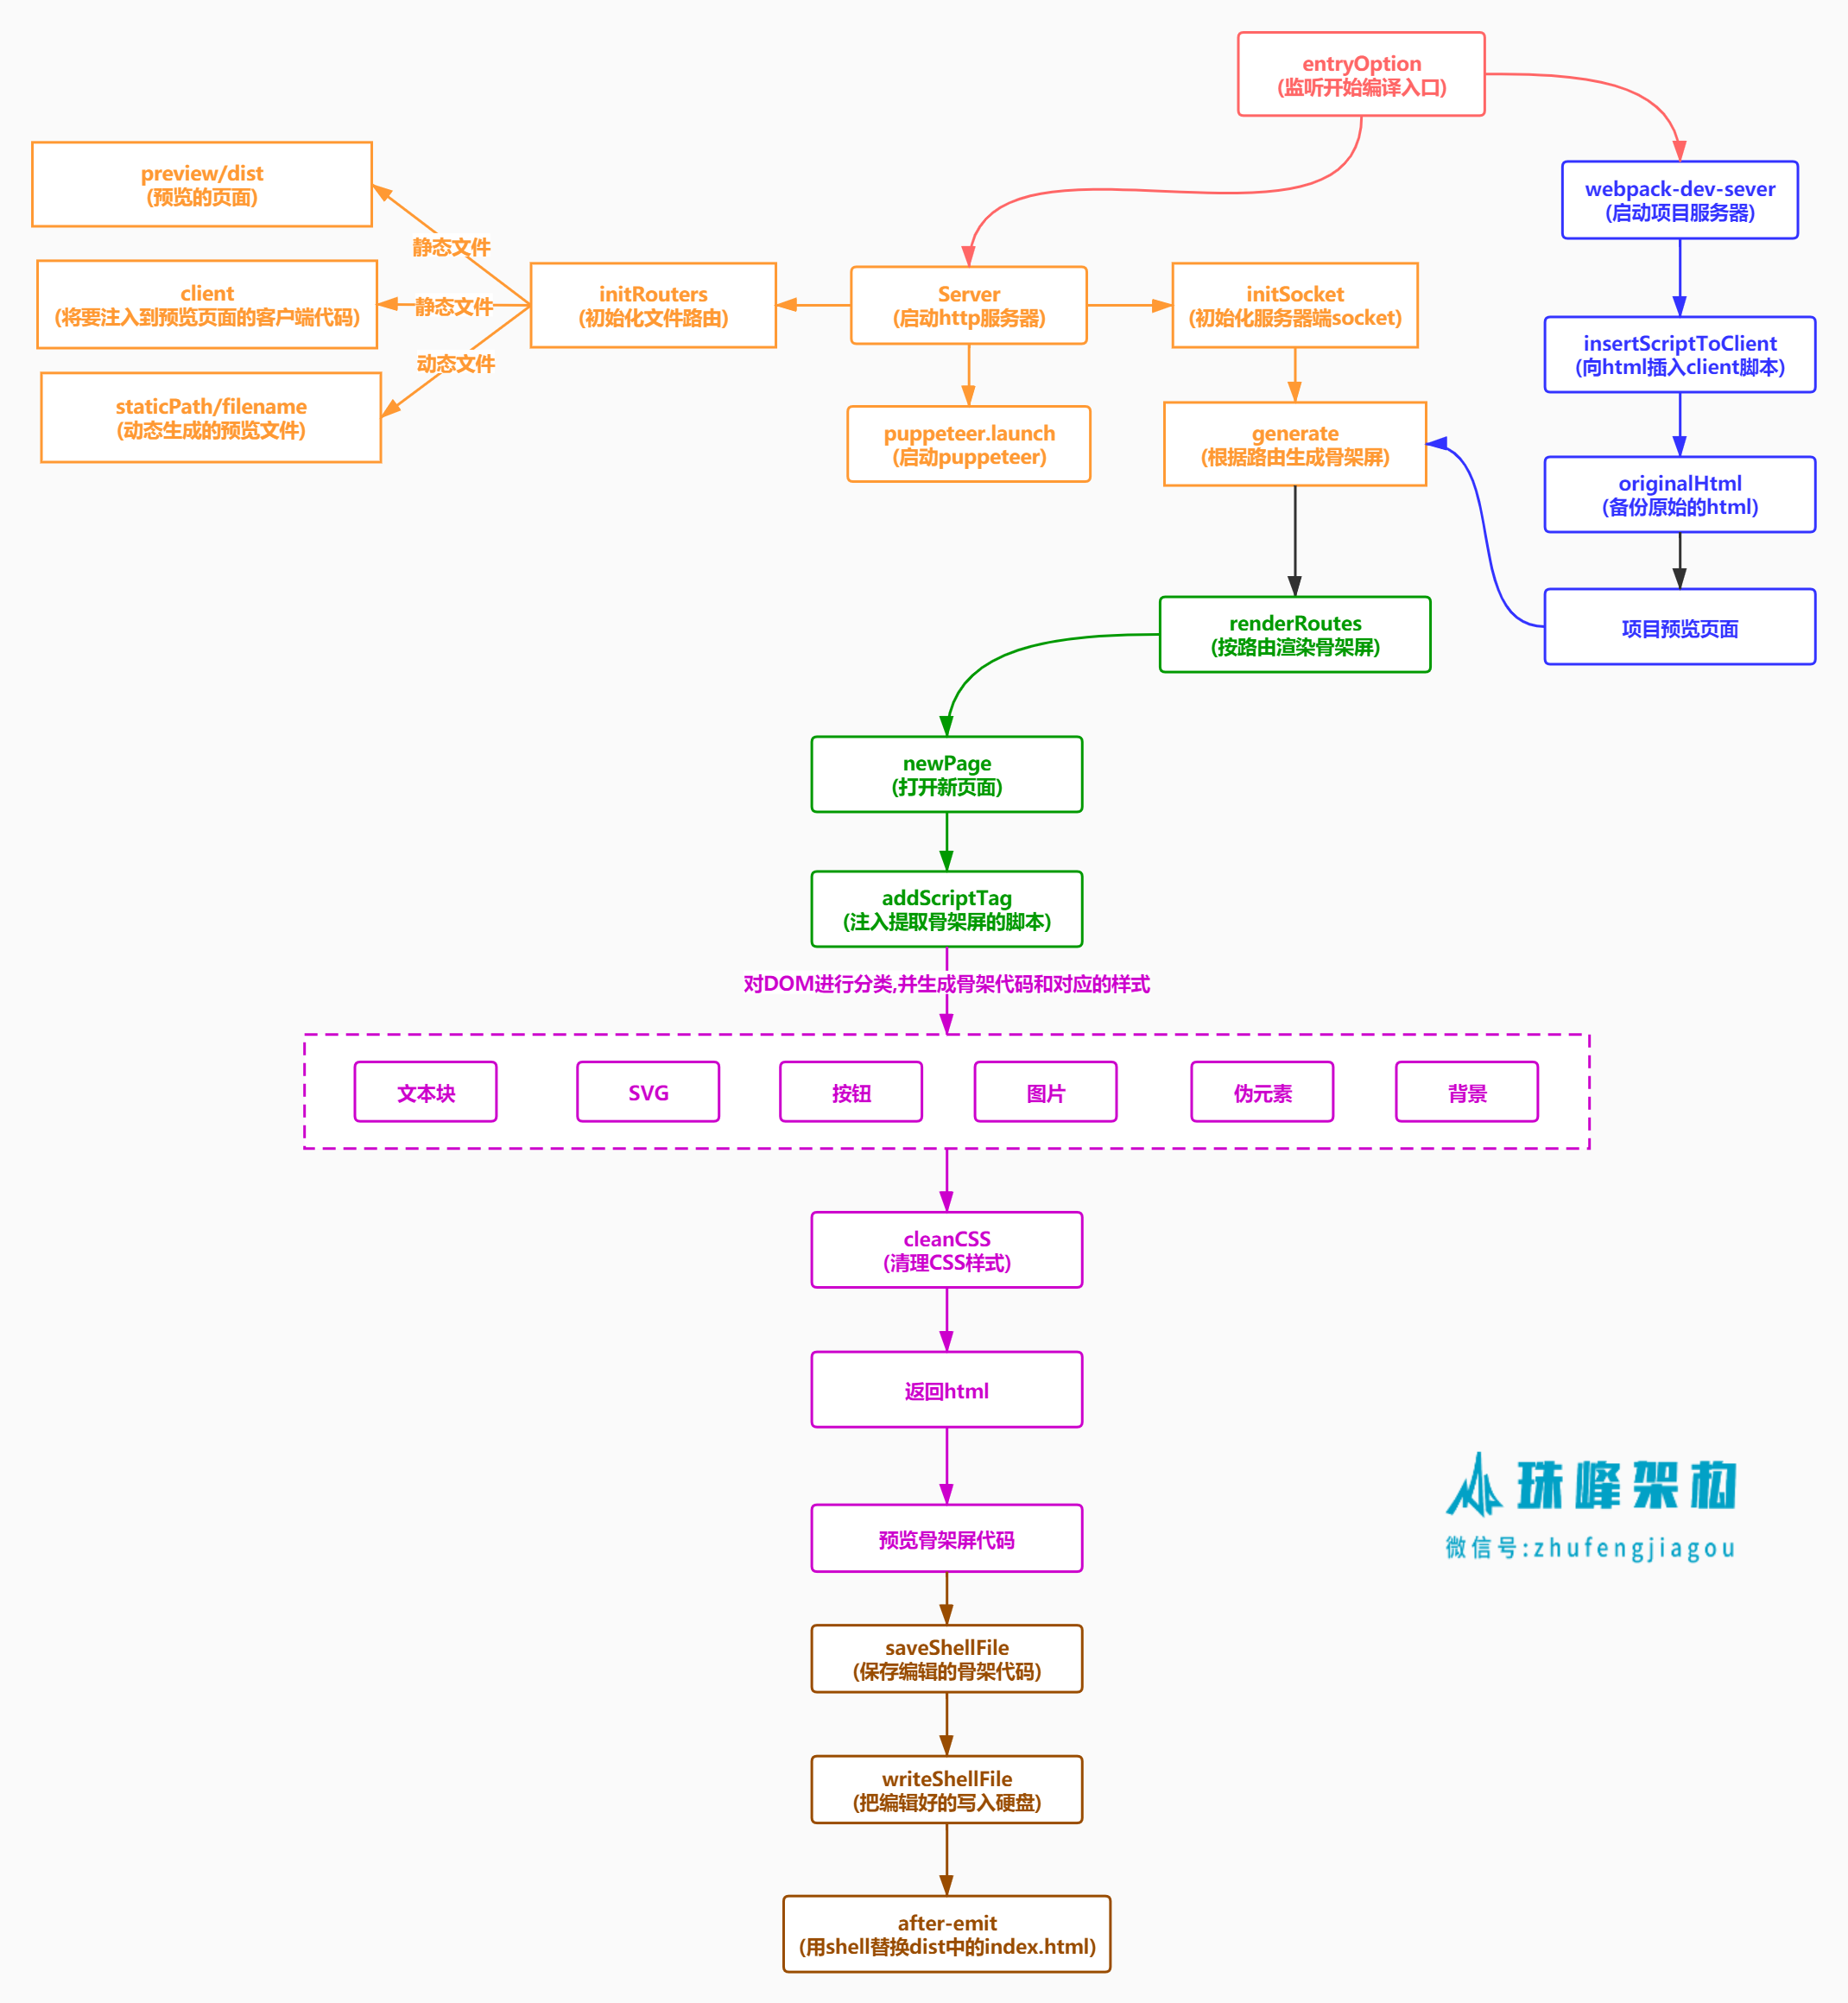 entryOption
(监听开始编译入口)
preview/dist
(预览的页面)
webpack-dev-sever
(启动项目服务器)
静态文件
client
(将要注入到预览页面的客户端代码)
静态文件
initRouters
(初始化文件路由)
Server
(启动http服务器)
initSocket
(初始化服务器端socket)
insertScriptToClient
(向html插入client脚本)
动态文件
staticPath/filename
(动态生成的预览文件)
puppeteer.launch
(启动puppeteer)
generate
(根据路由生成骨架屏)
originalHtml
(备份原始的html)
renderRoutes
(按路由渲染骨架屏)
项目预览页面
newPage
(打开新页面)
addScriptTag
(注入提取骨架屏的脚本)
对DOM进行分类,并生成骨架代码和对应的样式
文本块
SVG
按钮
图片
伪元素
背景
cleanCSS
(清理CSS样式)
返回html
预览骨架屏代码
珠峰架构
微信号:zhufengjiagou
saveShellFile
(保存编辑的骨架代码)
writeShellFile
(把编辑好的写入硬盘)
after-emit
(用shell替换dist中的index.html)